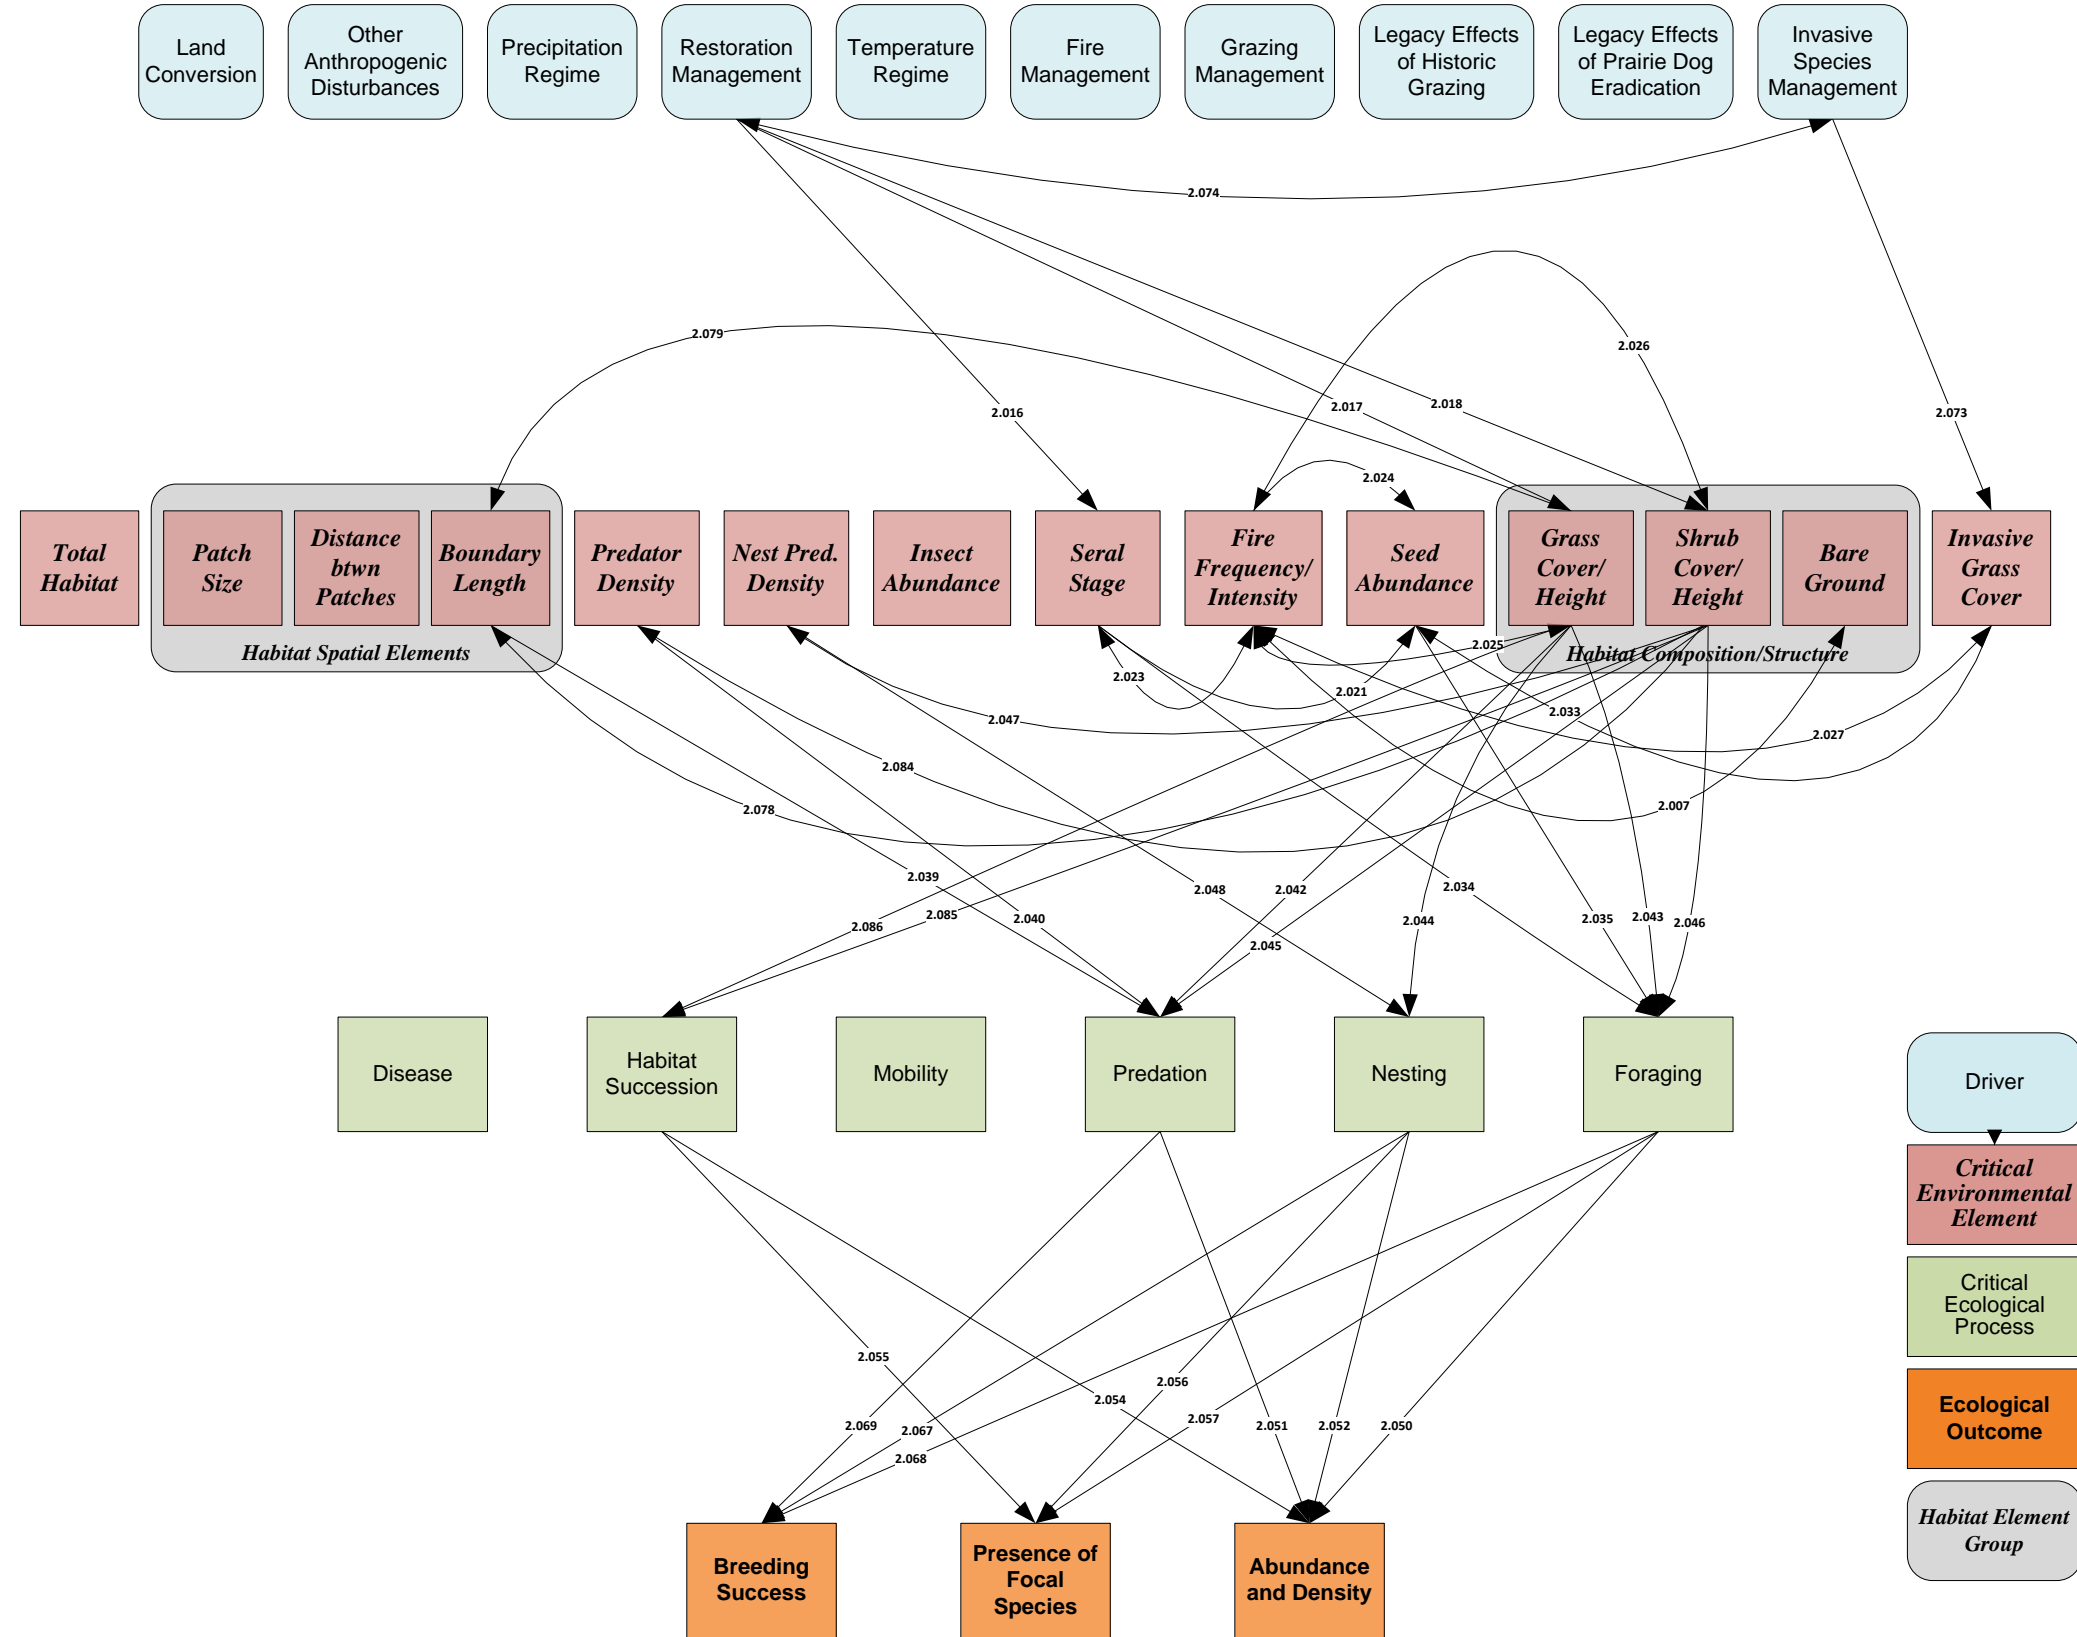 Land
Conversion
Other
Anthropogenic
Disturbances
Precipitation
Regime
Restoration
Management
Temperature
Regime
Fire
Management
Grazing
Management
Legacy Effects
of Historic
Grazing
Legacy Effects
of Prairie Dog
Eradication
Invasive
Species
Management
2.074
2.079
2.026
2.016
2.017
2.018
2.073
2.024
Total
Habitat
Patch
Size
Distance
btwn
Patches
Boundary
Length
Habitat Spatial Elements
Predator
Density
Nest Pred.
Density
Insect
Abundance
Seral
Stage
Fire
Frequency/
Intensity
Seed
Abundance
Grass
Cover/
Height
Shrub
Cover/
Height
Bare
Ground
Habitat Composition/Structure
Invasive
Grass
Cover
2.025
2.023
2.021
2.047
2.033
2.027
2.084
2.078
2.007
2.039
2.048
2.042
2.034
2.086
2.085
2.040
2.044
2.035
2.043
2.046
2.045
Disease
Habitat
Succession
Mobility
Predation
Nesting
Foraging
2.055
2.056
2.054
2.069
2.067
2.057
2.051
2.052
2.050
2.068
Breeding
Success
Presence of
Focal
Species
Abundance
and Density
Driver
Critical
Environmental
Element
Critical
Ecological
Process
Ecological
Outcome
Habitat Element
Group